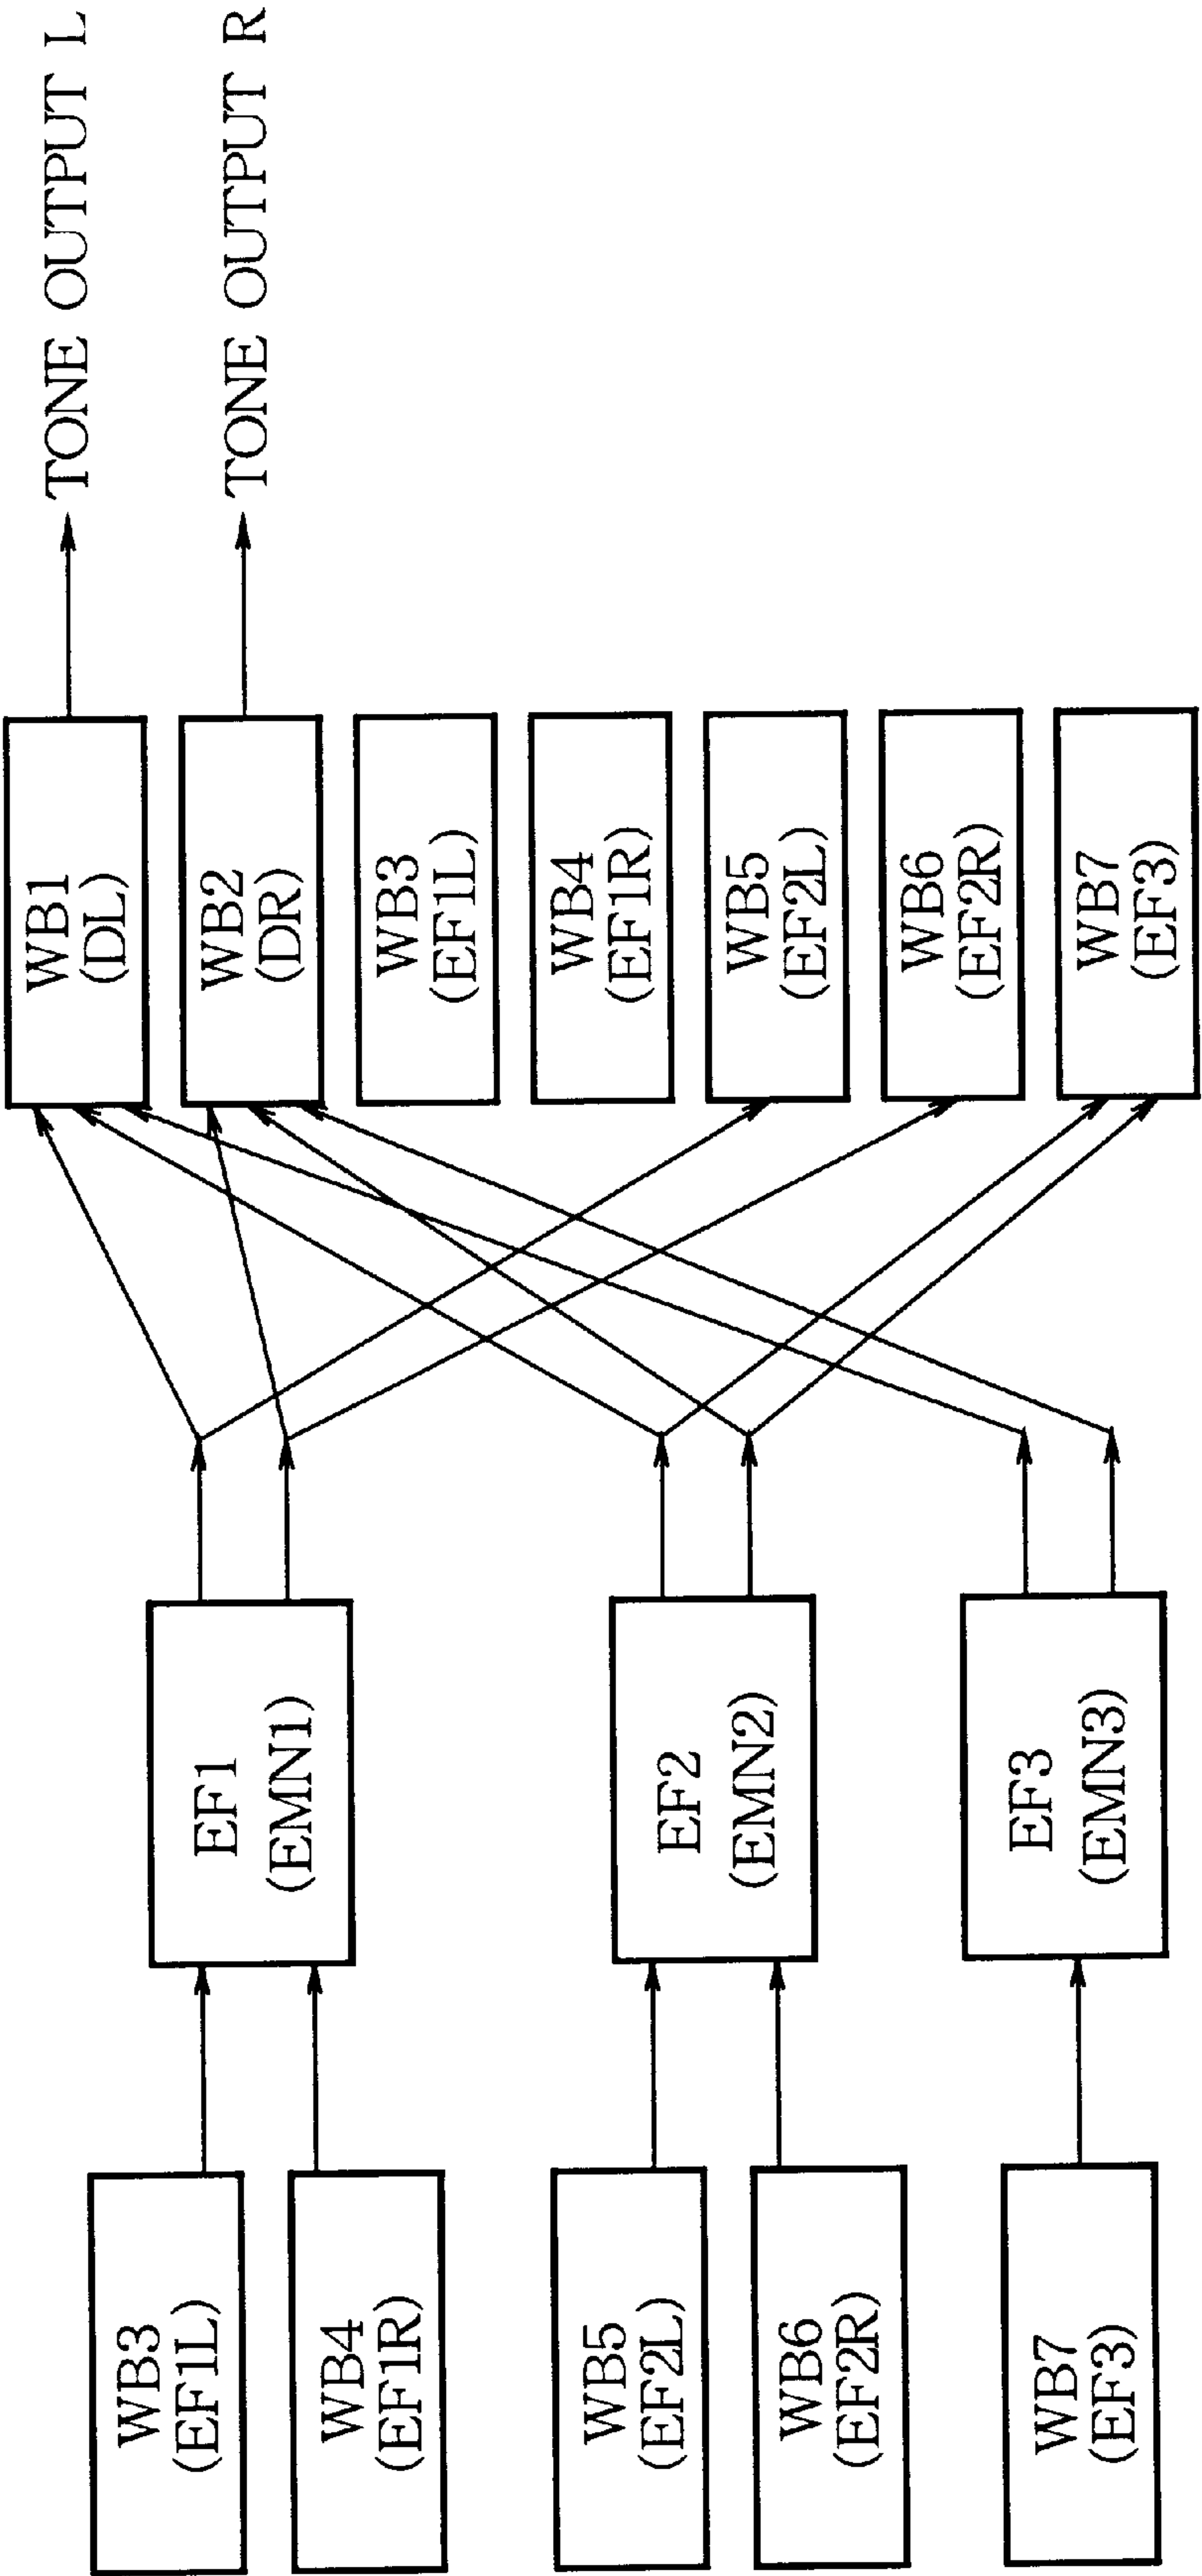 WB3
(EF1L)
WB4
(EF1R)
WB5
(EF2L)
WB6
(EF2R)
WB7
(EF3)
EF1
(EMN1)
EF2
(EMN2)
EF3
(EMN3)
WB1
(DL)
WB2
(DR)
WB3
(EF1L)
WB4
(EF1R)
WB5
(EF2L)
WB6
(EF2R)
WB7
(EF3)
TONE OUTPUT L
TONE OUTPUT R